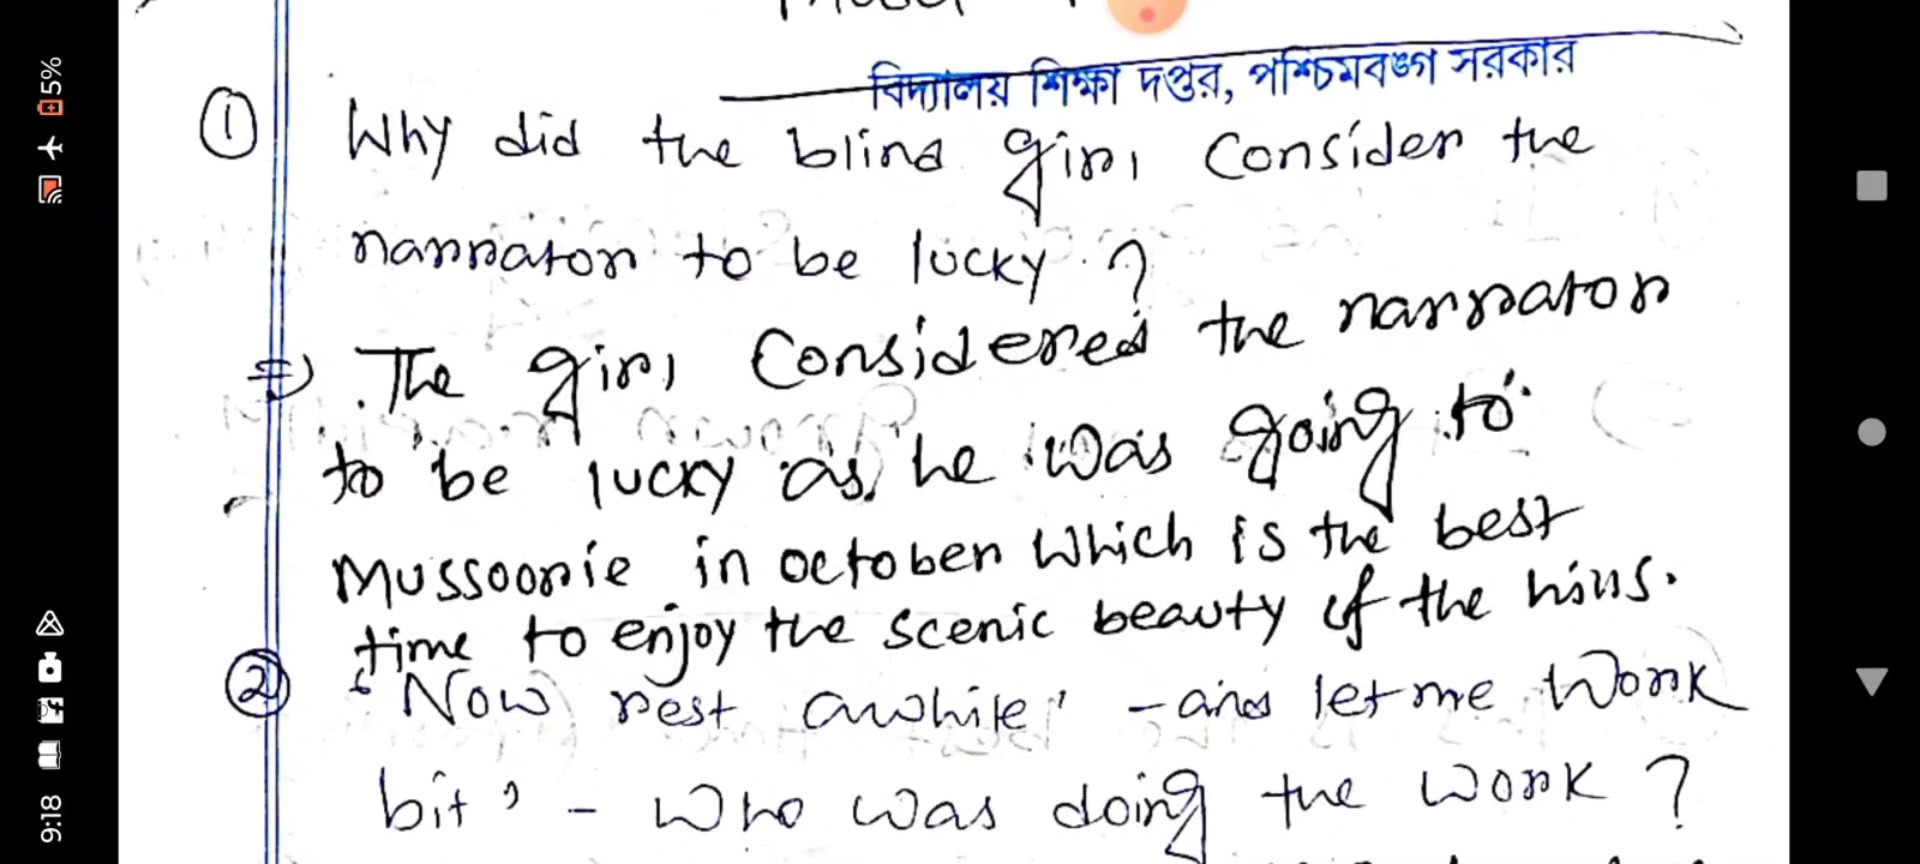 বিদ্যালয় শিক্ষা দপ্তর, পশ্চিমবঙ্গ সরকার
① Why did the blind girl consider the
narrator to be lucky ?
⇒ The girl Considered the narrator
to be lucky as he was going to
Mussoorie in october which is the best
time to enjoy the scenic beauty of the hills.
② 'Now rest awhile' - and let me work
bit' - Who was doing the work ?
5%
9:18